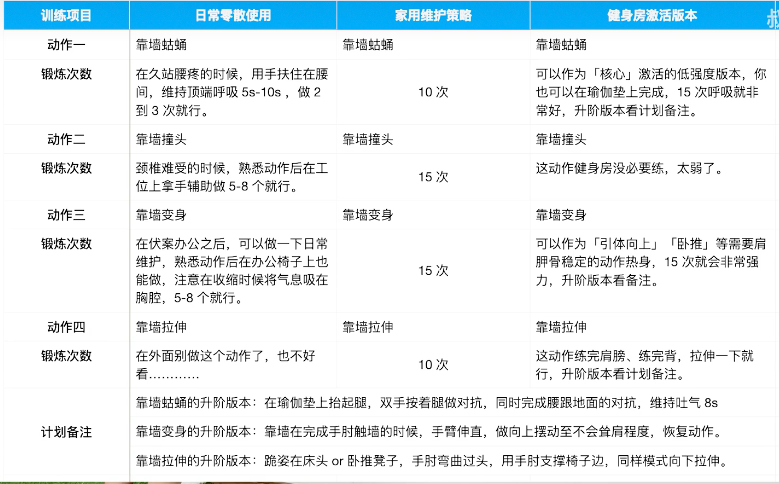 训练项目 日常零散使用 家用维护策略 健身房激活版本
动作一 靠墙蛄蛹 靠墙蛄蛹 靠墙蛄蛹
锻炼次数
在久站腰疼的时候，用手扶住在腰
间，维持顶端呼吸 5s-10s ，做 2
到 3 次就行。
10 次
可以作为「核心」激活的低强度版本，你
也可以在瑜伽垫上完成，15 次呼吸就非
常好，升阶版本看计划备注。
动作二 靠墙撞头 靠墙撞头 靠墙撞头
锻炼次数
颈椎难受的时候，熟悉动作后在工
位上拿手辅助做 5-8 个就行。
15 次
这动作健身房没必要练，太弱了。
动作三 靠墙变身 靠墙变身 靠墙变身
锻炼次数
在伏案办公之后，可以做一下日常
维护，熟悉动作后在办公椅子上也
能做，注意在收缩时候将气息吸在
胸腔，5-8 个就行。
15 次
可以作为「引体向上」「卧推」等需要肩
胛骨稳定的动作热身，15 次就会非常强
力，升阶版本看备注。
动作四 靠墙拉伸 靠墙拉伸 靠墙拉伸
锻炼次数
在外面别做这个动作了，也不好
看…………
10 次
这动作练完肩膀、练完背，拉伸一下就
行，升阶版本看计划备注。
计划备注
靠墙蛄蛹的升阶版本：在瑜伽垫上抬起腿，双手按着腿做对抗，同时完成腰跟地面的对抗，维持吐气 8s
靠墙变身的升阶版本：靠墙在完成手肘触墙的时候，手臂伸直，做向上摆动至不会耸肩程度，恢复动作。
靠墙拉伸的升阶版本：跪姿在床头 or 卧推凳子，手肘弯曲过头，用手肘支撑椅子边，同样模式向下拉伸。